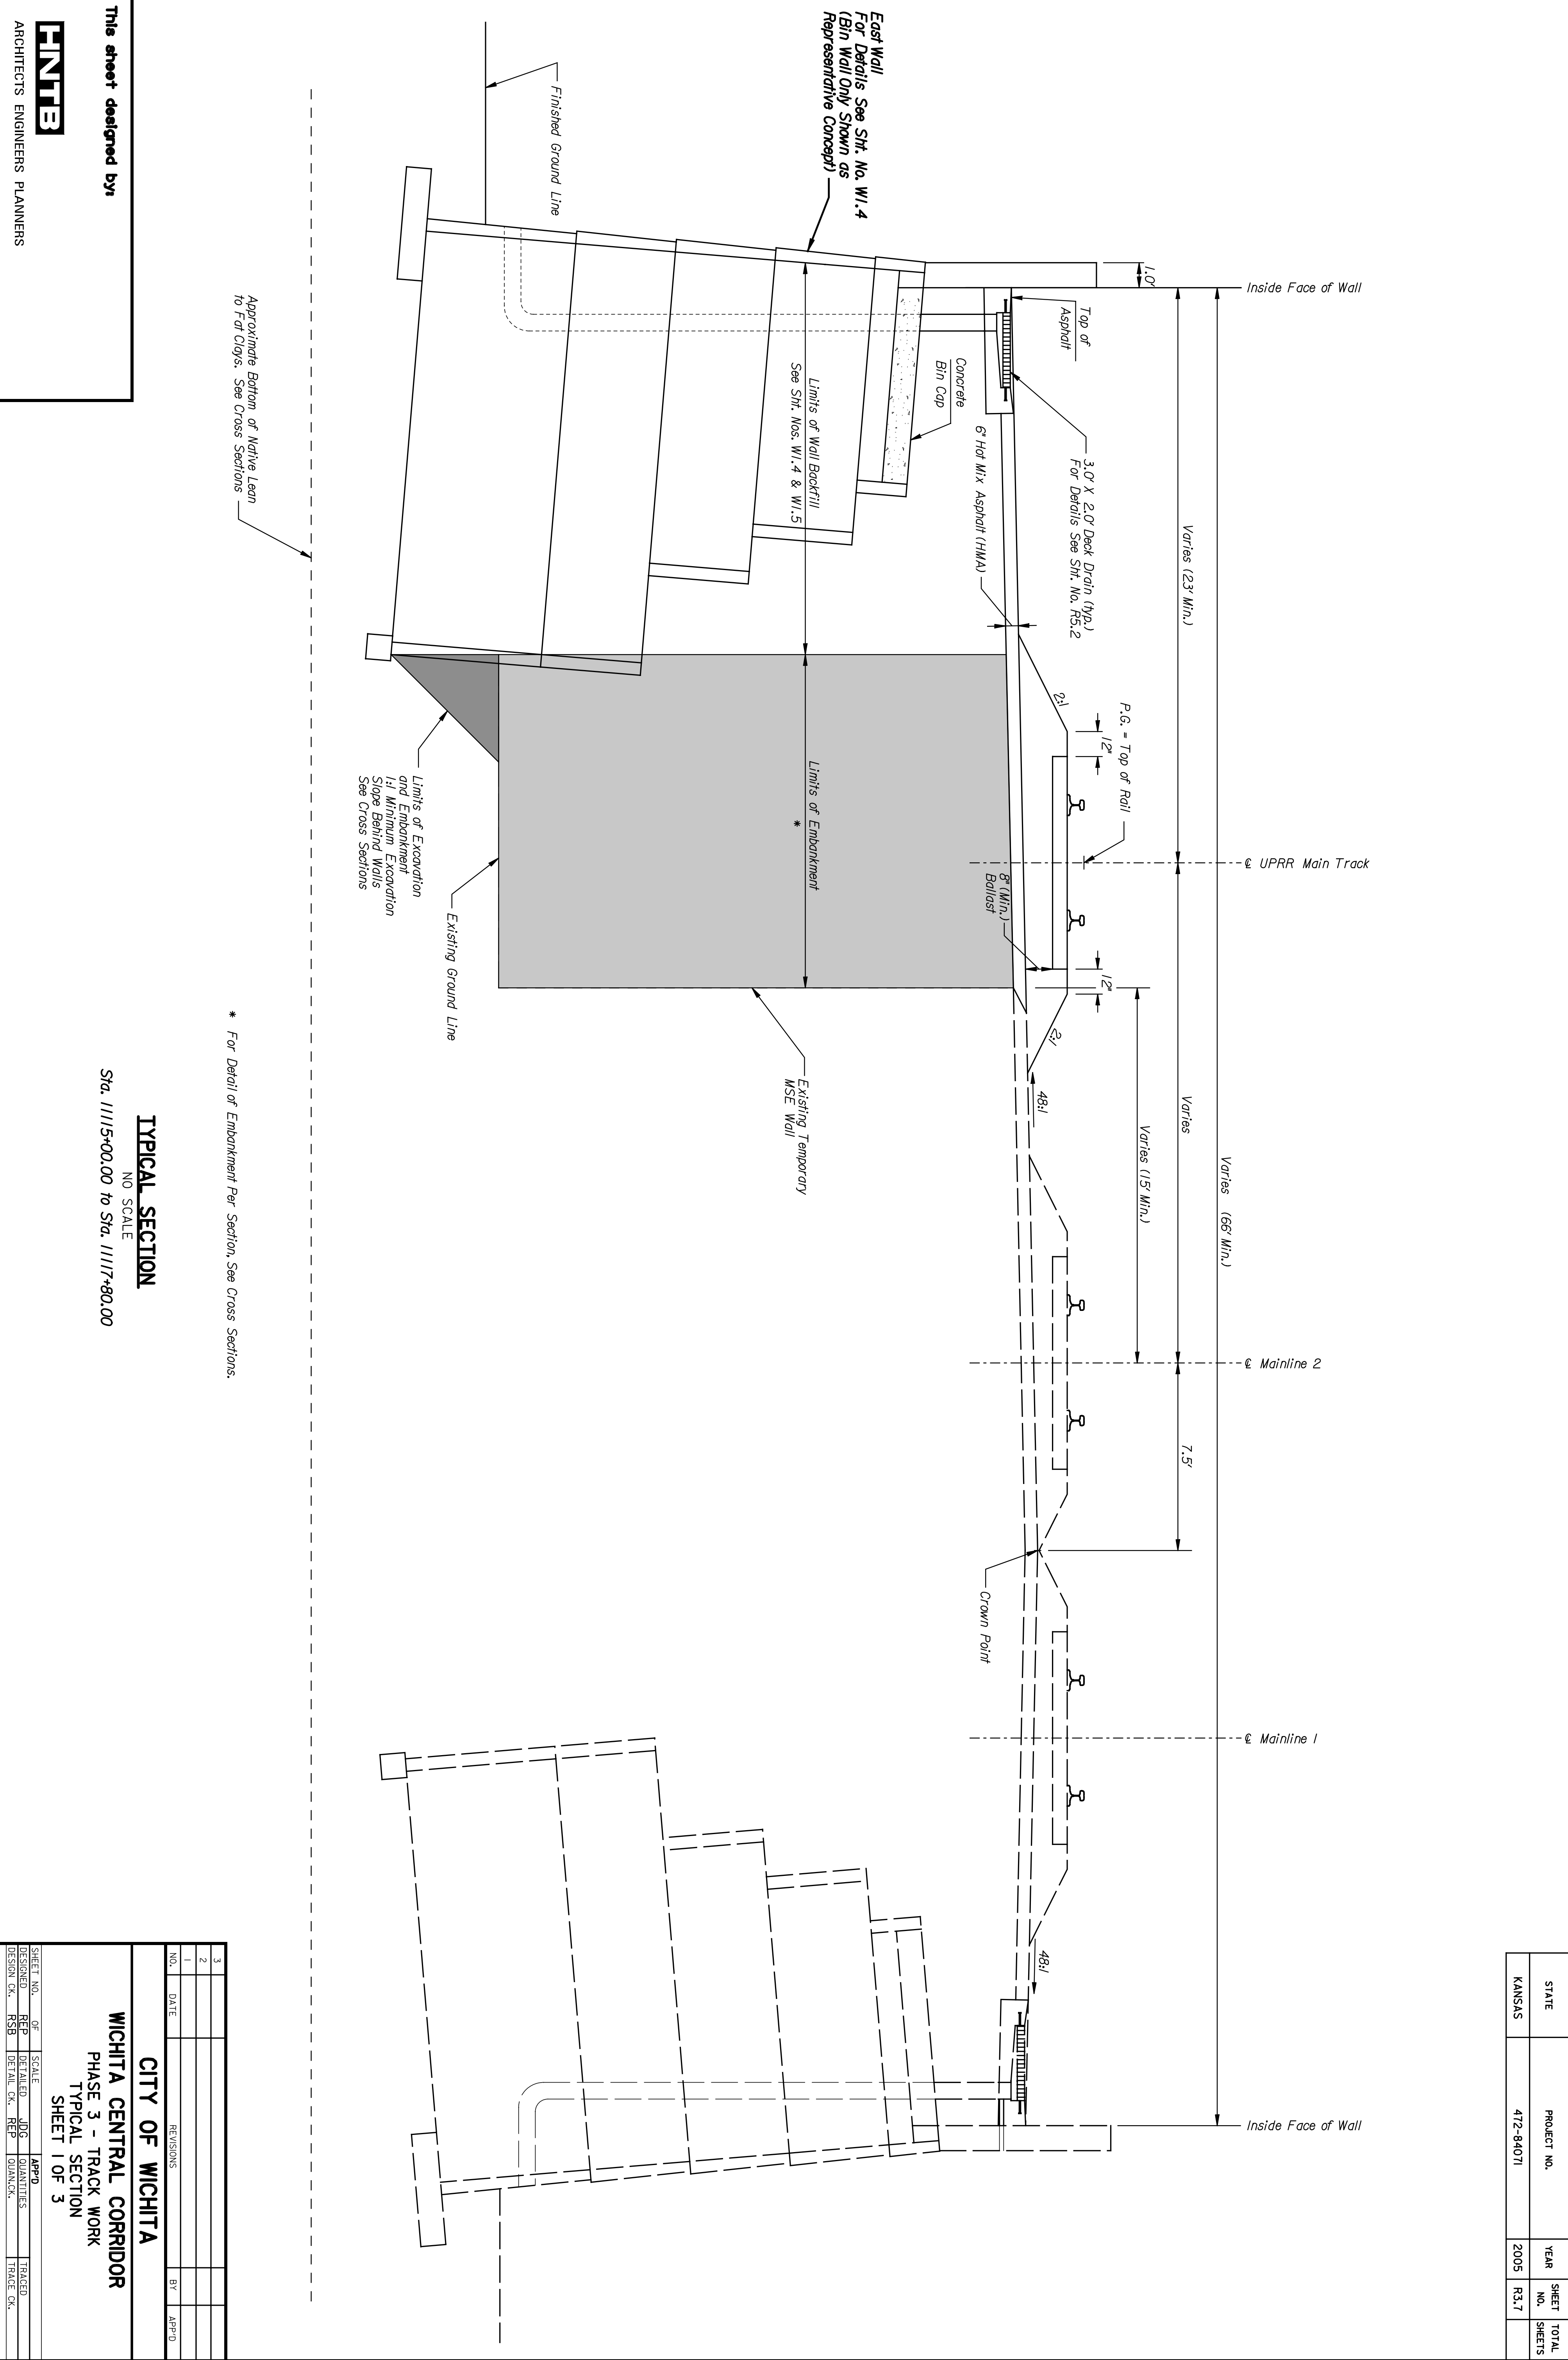 STATE
PROJECT NO.
YEAR
SHEET NO.
TOTAL SHEETS
KANSAS
472-84071
2005
R3.7
Inside Face of Wall
℄ UPRR Main Track
℄ Mainline 2
℄ Mainline 1
Inside Face of Wall
Varies (66' Min.)
Varies (23' Min.)
Varies
7.5'
1.0'
Varies (15' Min.)
P.G. = Top of Rail
12"
12"
2:1
2:1
48:1
48:1
Top of
Asphalt
3.0' X 2.0' Deck Drain (typ.)
For Details See Sht. No. R5.2
6" Hot Mix Asphalt (HMA)
8" (Min.)
Ballast
Crown Point
Concrete
Bin Cap
East Wall
For Details See Sht. No. W1.4
(Bin Wall Only Shown as
Representative Concept)
Limits of Wall Backfill
See Sht. Nos. W1.4 & W1.5
Limits of Embankment
*
Existing Temporary
MSE Wall
Finished Ground Line
Existing Ground Line
Limits of Excavation
and Embankment
1:1 Minimum Excavation
Slope Behind Walls
See Cross Sections
Approximate Bottom of Native Lean
to Fat Clays. See Cross Sections
* For Detail of Embankment Per Section, See Cross Sections.
TYPICAL SECTION
NO SCALE
Sta. 1115+00.00 to Sta. 1117+80.00
This sheet designed by:
HNTB
ARCHITECTS ENGINEERS PLANNERS
3
2
1
NO. DATE REVISIONS BY APP'D
CITY OF WICHITA
WICHITA CENTRAL CORRIDOR
PHASE 3 - TRACK WORK
TYPICAL SECTION
SHEET 1 OF 3
SHEET NO. OF SCALE APP'D
DESIGNED REP DETAILED JDG QUANTITIES TRACED
DESIGN CK. RSB DETAIL CK. REP QUAN.CK. TRACE CK.